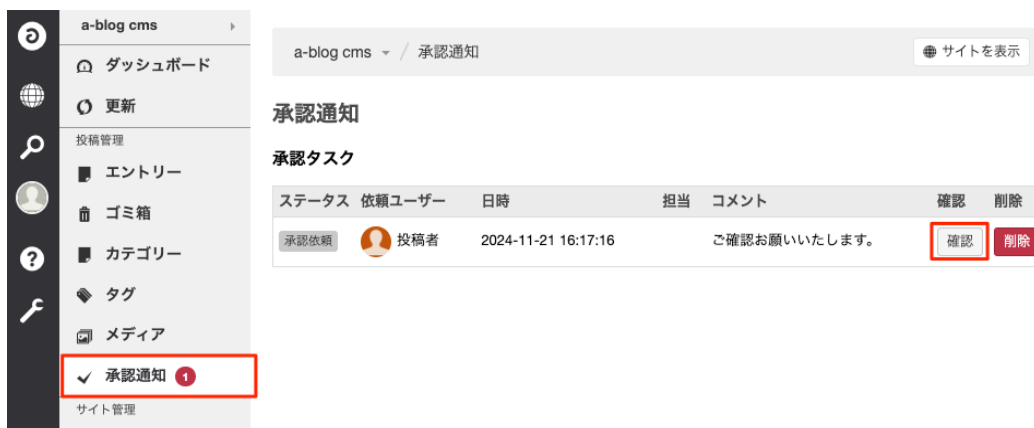 a-blog cms
ダッシュボード
更新
投稿管理
エントリー
ゴミ箱
カテゴリー
タグ
メディア
承認通知 1
サイト管理
a-blog cms / 承認通知
サイトを表示
承認通知
承認タスク
ステータス 依頼ユーザー 日時 担当 コメント 確認 削除
承認依頼 投稿者 2024-11-21 16:17:16 ご確認お願いいたします。 確認 削除